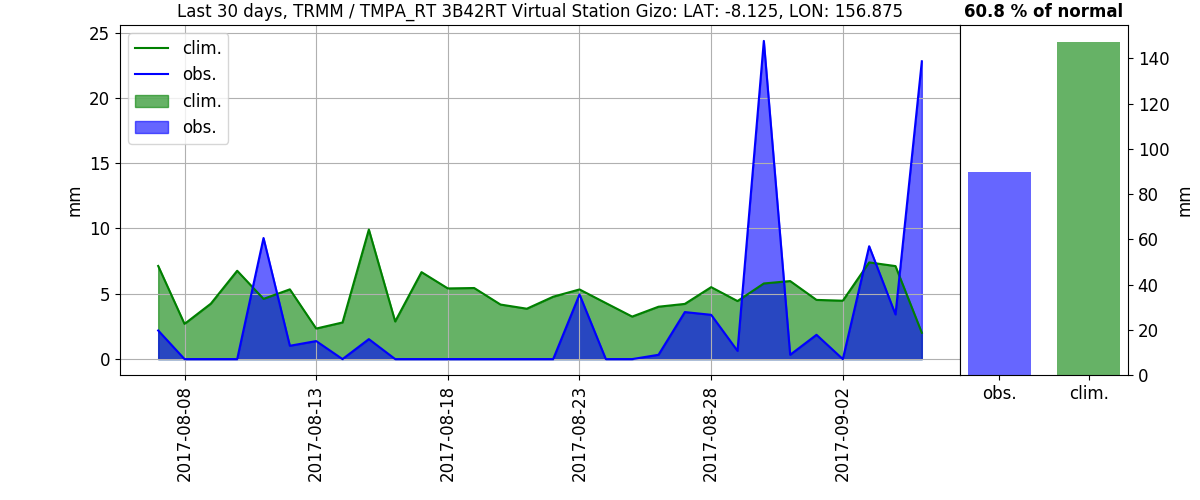 Last 30 days, TRMM / TMPA_RT 3B42RT Virtual Station Gizo: LAT: -8.125, LON: 156.875
60.8 % of normal
clim.
obs.
clim.
obs.
25
20
15
10
5
0
mm
2017-08-08
2017-08-13
2017-08-18
2017-08-23
2017-08-28
2017-09-02
140
120
100
80
60
40
20
0
mm
obs.
clim.